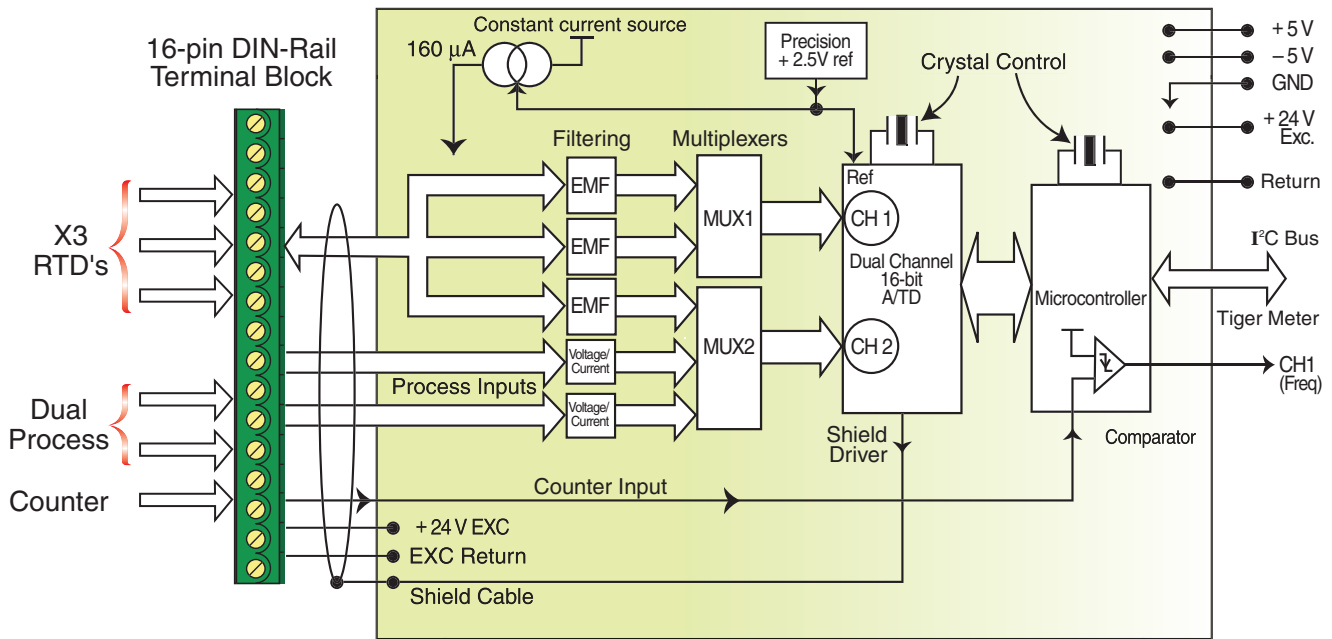 16-pin DIN-Rail
Terminal Block
X3
RTD's
Dual
Process
Counter
Constant current source
160 µA
Precision
+ 2.5V ref
Crystal Control
Filtering
Multiplexers
EMF
EMF
EMF
Voltage/
Current
Voltage/
Current
MUX1
MUX2
Process Inputs
Ref
CH 1
Dual Channel
16-bit
A/TD
CH 2
Microcontroller
Shield
Driver
Comparator
Counter Input
+ 24 V EXC
EXC Return
Shield Cable
+ 5 V
– 5 V
GND
+ 24 V
Exc.
Return
I²C Bus
Tiger Meter
CH1
(Freq)